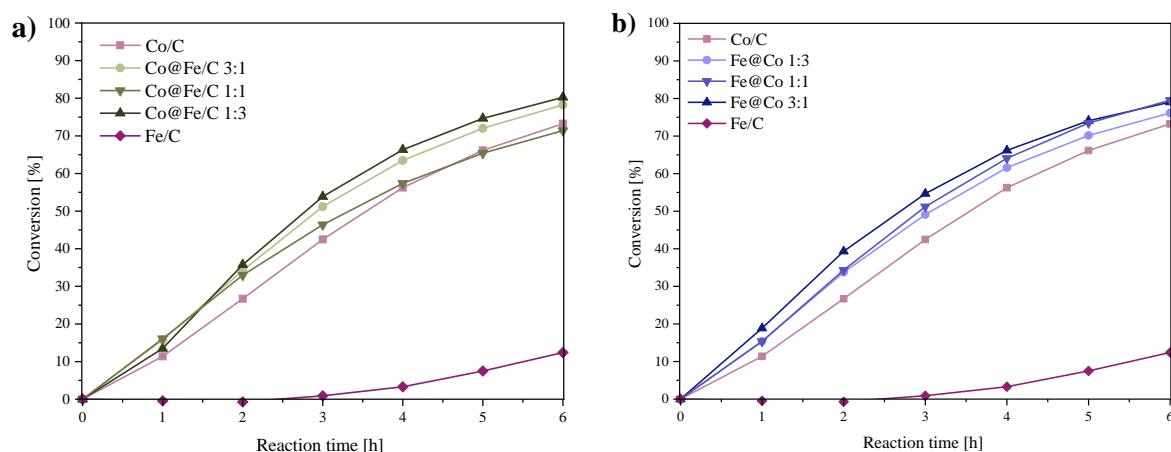 a)
Conversion [%]
100
90
80
70
60
50
40
30
20
10
0
Co/C
Co@Fe/C 3:1
Co@Fe/C 1:1
Co@Fe/C 1:3
Fe/C
0 1 2 3 4 5 6
Reaction time [h]
b)
Conversion [%]
100
90
80
70
60
50
40
30
20
10
0
Co/C
Fe@Co 1:3
Fe@Co 1:1
Fe@Co 3:1
Fe/C
0 1 2 3 4 5 6
Reaction time [h]